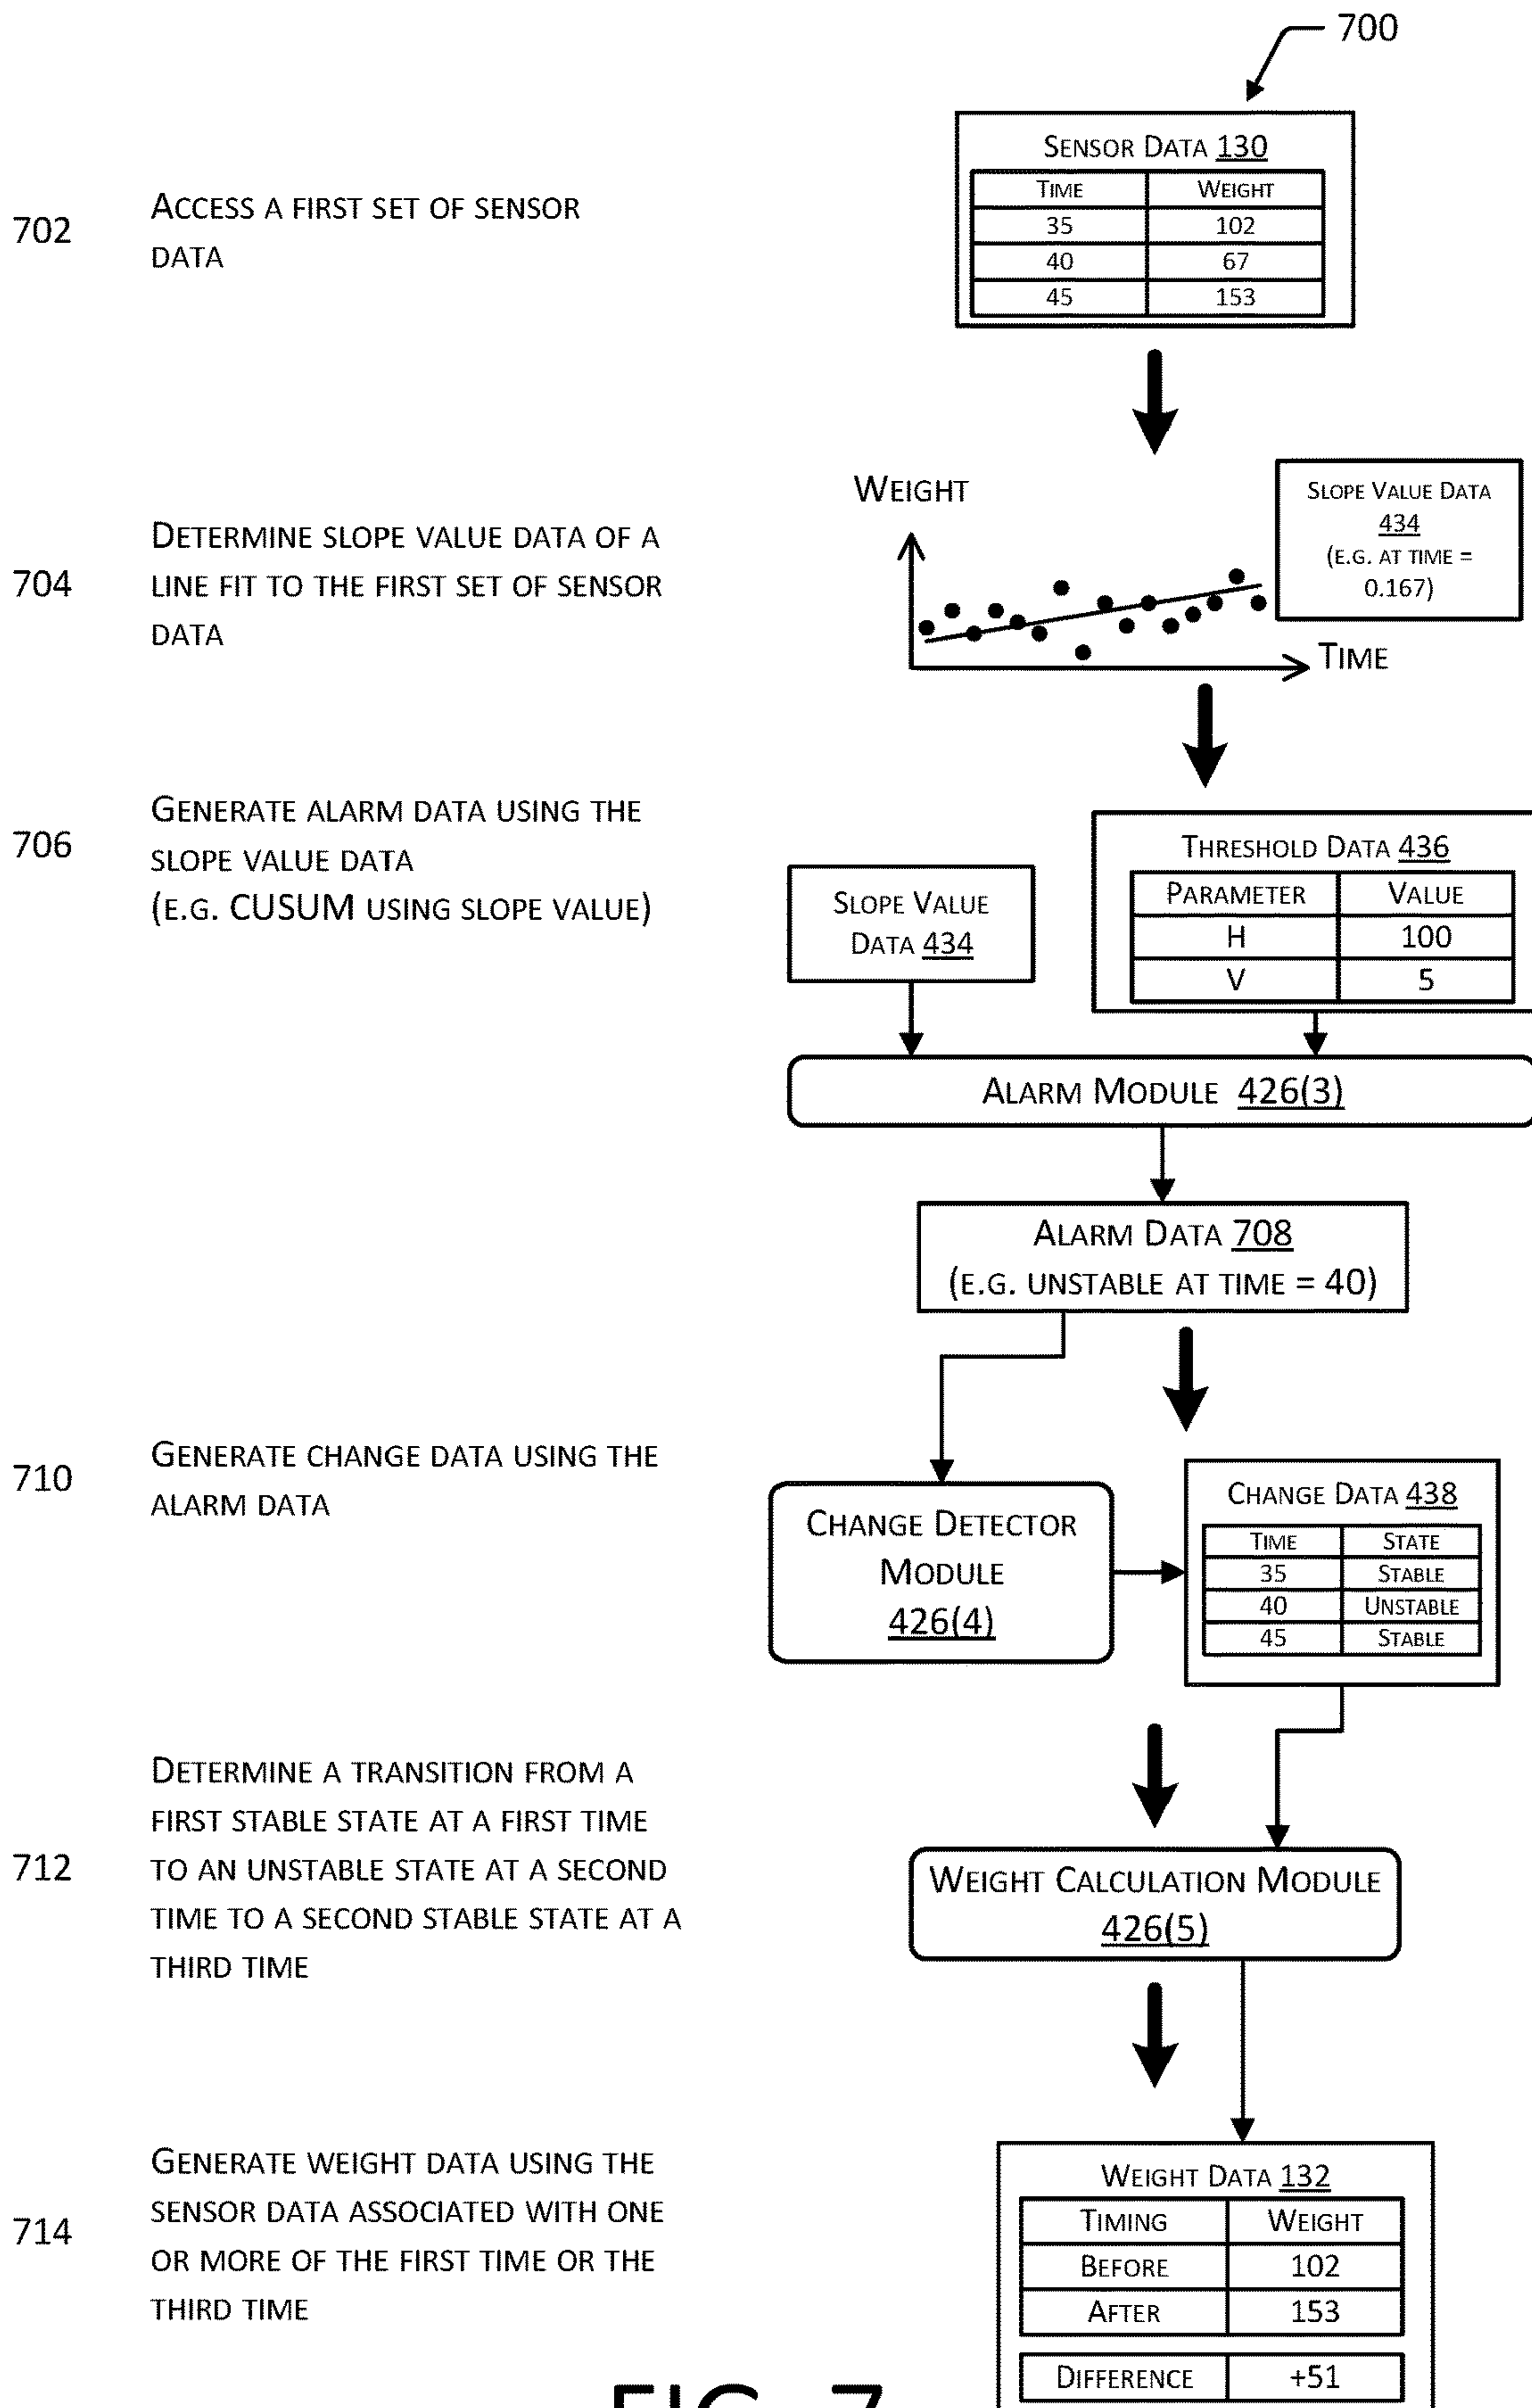 700
SENSOR DATA 130
TIME WEIGHT
35 102
40 67
45 153
702
ACCESS A FIRST SET OF SENSOR
DATA
WEIGHT
TIME
SLOPE VALUE DATA
434
(E.G. AT TIME =
0.167)
704
DETERMINE SLOPE VALUE DATA OF A
LINE FIT TO THE FIRST SET OF SENSOR
DATA
706
GENERATE ALARM DATA USING THE
SLOPE VALUE DATA
(E.G. CUSUM USING SLOPE VALUE)
SLOPE VALUE
DATA 434
THRESHOLD DATA 436
PARAMETER VALUE
H 100
V 5
ALARM MODULE 426(3)
ALARM DATA 708
(E.G. UNSTABLE AT TIME = 40)
710
GENERATE CHANGE DATA USING THE
ALARM DATA
CHANGE DETECTOR
MODULE
426(4)
CHANGE DATA 438
TIME STATE
35 STABLE
40 UNSTABLE
45 STABLE
712
DETERMINE A TRANSITION FROM A
FIRST STABLE STATE AT A FIRST TIME
TO AN UNSTABLE STATE AT A SECOND
TIME TO A SECOND STABLE STATE AT A
THIRD TIME
WEIGHT CALCULATION MODULE
426(5)
714
GENERATE WEIGHT DATA USING THE
SENSOR DATA ASSOCIATED WITH ONE
OR MORE OF THE FIRST TIME OR THE
THIRD TIME
WEIGHT DATA 132
TIMING WEIGHT
BEFORE 102
AFTER 153
DIFFERENCE +51
FIG. 7